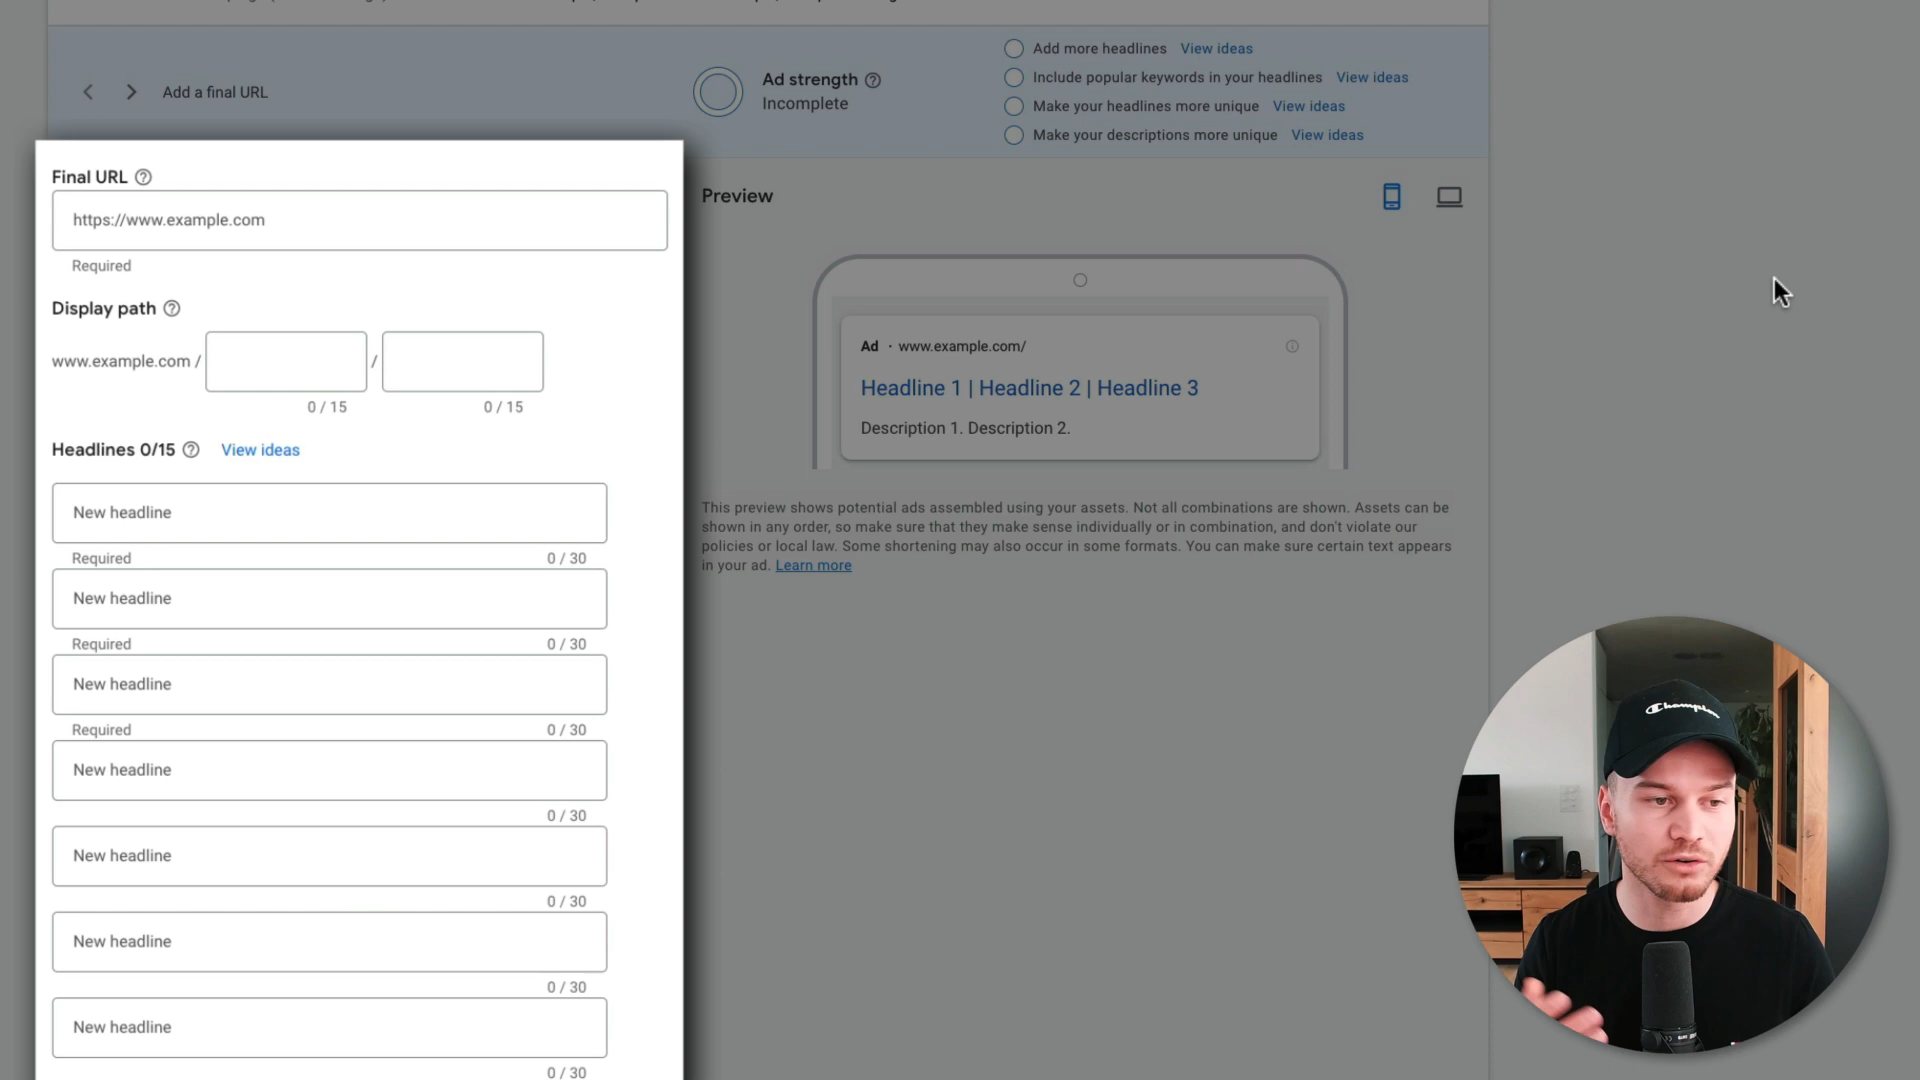 Add a final URL
Ad strength
Incomplete
Add more headlines View ideas
Include popular keywords in your headlines View ideas
Make your headlines more unique View ideas
Make your descriptions more unique View ideas
Final URL
https://www.example.com
Required
Display path
www.example.com / /
0 / 15 0 / 15
Headlines 0/15 View ideas
New headline
Required 0 / 30
New headline
Required 0 / 30
New headline
Required 0 / 30
New headline
0 / 30
New headline
0 / 30
New headline
0 / 30
New headline
0 / 30
Preview
Ad · www.example.com/
Headline 1 | Headline 2 | Headline 3
Description 1. Description 2.
This preview shows potential ads assembled using your assets. Not all combinations are shown. Assets can be
shown in any order, so make sure that they make sense individually or in combination, and don't violate our
policies or local law. Some shortening may also occur in some formats. You can make sure certain text appears
in your ad. Learn more
Champion